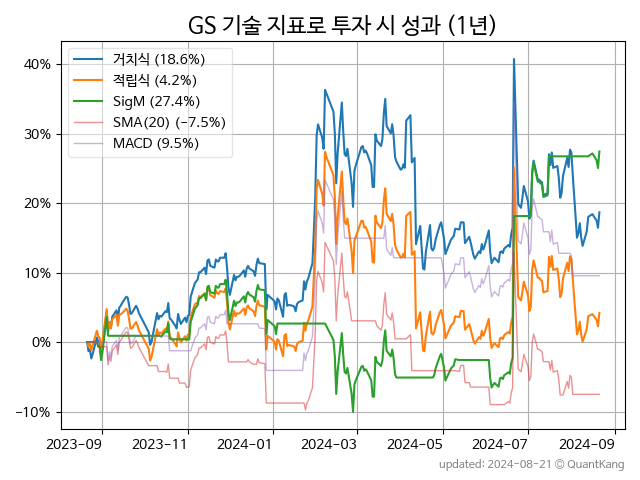 GS 기술 지표로 투자 시 성과 (1년)
거치식 (18.6%)
적립식 (4.2%)
SigM (27.4%)
SMA(20) (−7.5%)
MACD (9.5%)
40%
30%
20%
10%
0%
−10%
2023-09 2023-11 2024-01 2024-03 2024-05 2024-07 2024-09
updated: 2024-08-21 © QuantKang